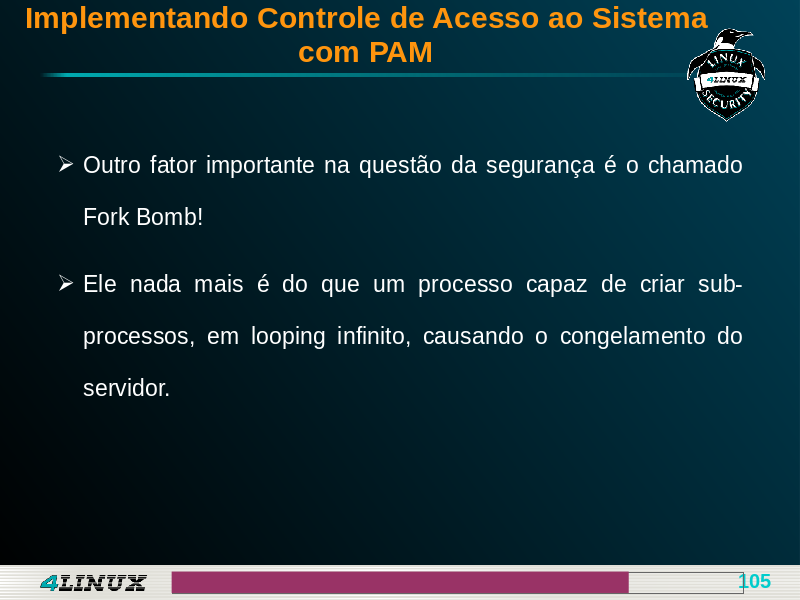 Implementando Controle de Acesso ao Sistema
com PAM
LINUX
4LINUX
SECURITY
Outro fator importante na questão da segurança é o chamado
Fork Bomb!
Ele nada mais é do que um processo capaz de criar sub-
processos, em looping infinito, causando o congelamento do
servidor.
4LINUX
105